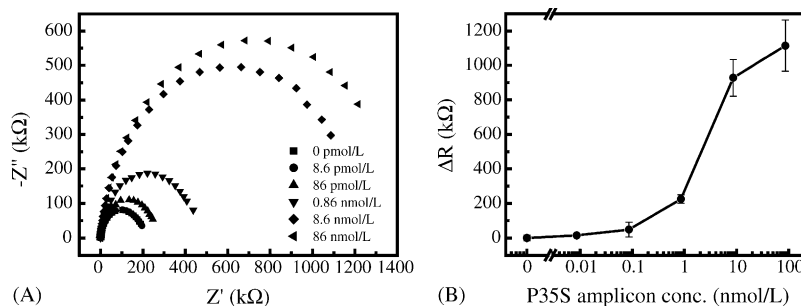 600
500
400
300
200
100
0
-Z'' (kΩ)
0 pmol/L
8.6 pmol/L
86 pmol/L
0.86 nmol/L
8.6 nmol/L
86 nmol/L
0 200 400 600 800 1000 1200 1400
(A) Z' (kΩ)
1200
1000
800
600
400
200
0
ΔR (kΩ)
0 0.01 0.1 1 10 100
(B) P35S amplicon conc. (nmol/L)